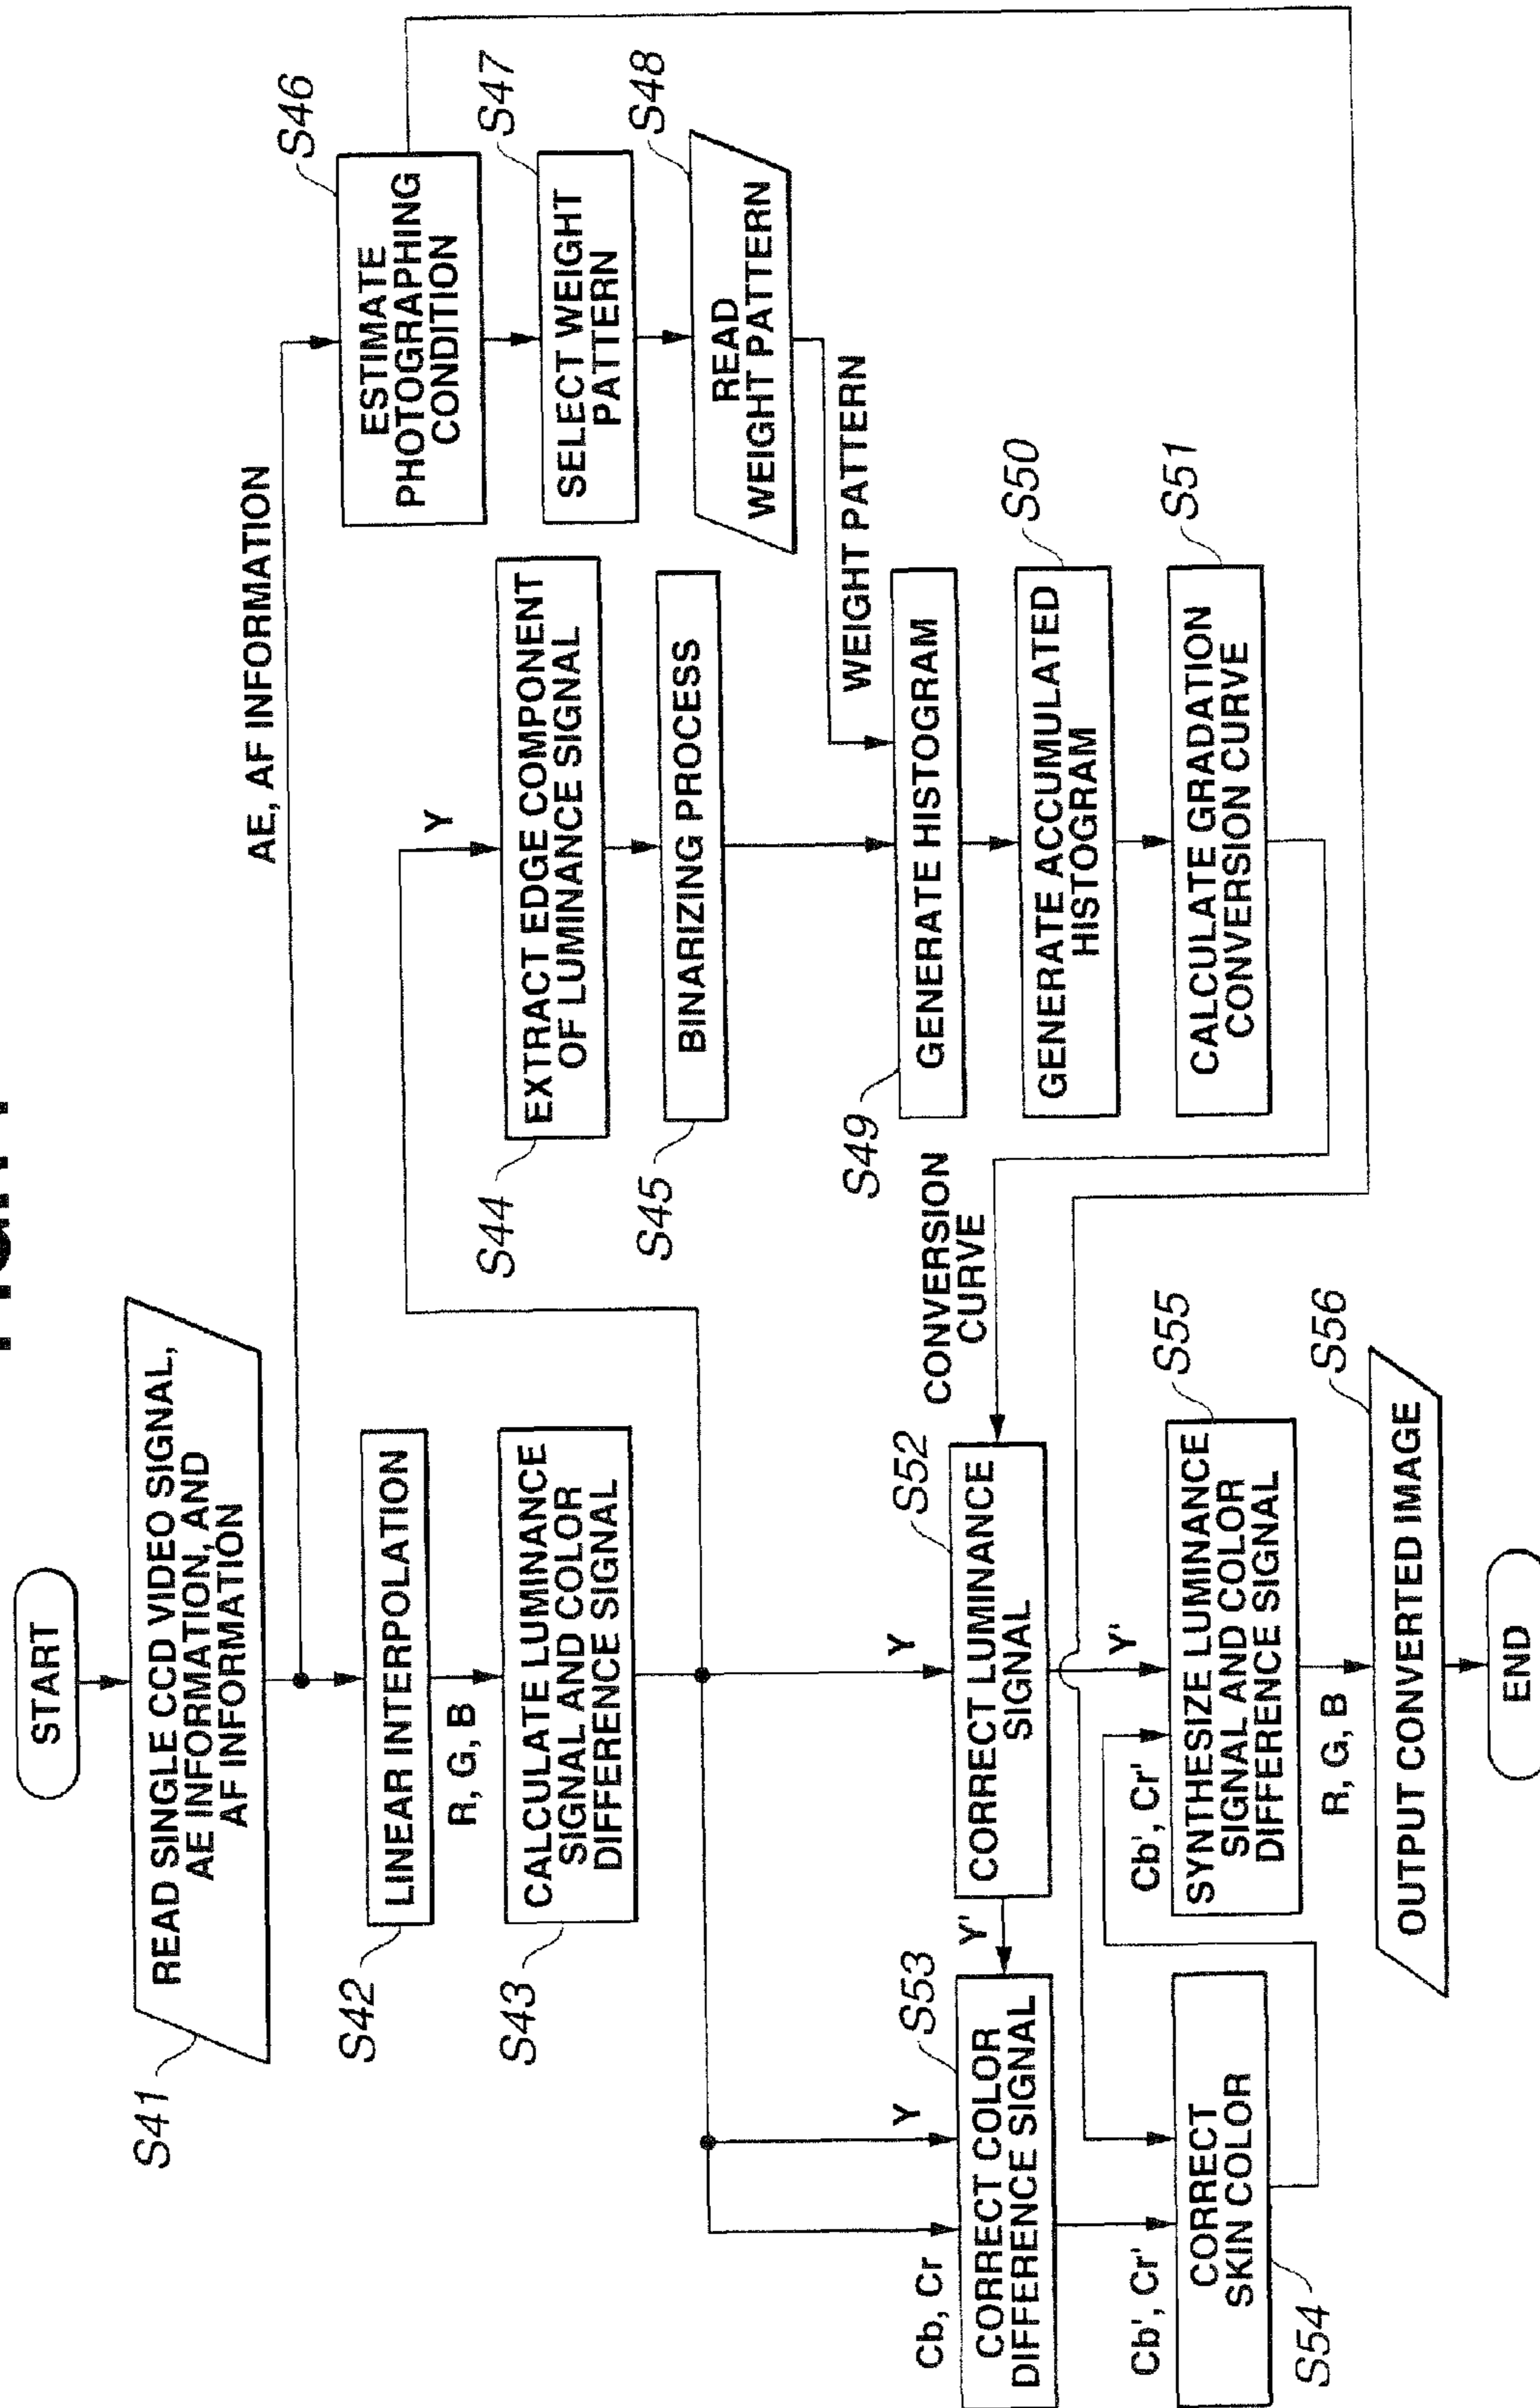 START
READ SINGLE CCD VIDEO SIGNAL,
AE INFORMATION, AND
AF INFORMATION
S41
AE, AF INFORMATION
LINEAR INTERPOLATION
S42
R, G, B
CALCULATE LUMINANCE
SIGNAL AND COLOR
DIFFERENCE SIGNAL
S43
Y
EXTRACT EDGE COMPONENT
OF LUMINANCE SIGNAL
S44
BINARIZING PROCESS
S45
ESTIMATE
PHOTOGRAPHING
CONDITION
S46
SELECT WEIGHT
PATTERN
S47
READ
WEIGHT PATTERN
S48
WEIGHT PATTERN
GENERATE HISTOGRAM
S49
GENERATE ACCUMULATED
HISTOGRAM
S50
CALCULATE GRADATION
CONVERSION CURVE
S51
CONVERSION
CURVE
Y
CORRECT LUMINANCE
SIGNAL
S52
Y'
Cb, Cr
Y
CORRECT COLOR
DIFFERENCE SIGNAL
S53
Cb', Cr'
CORRECT
SKIN COLOR
S54
Cb', Cr'
Y'
SYNTHESIZE LUMINANCE
SIGNAL AND COLOR
DIFFERENCE SIGNAL
S55
R, G, B
OUTPUT CONVERTED IMAGE
S56
END